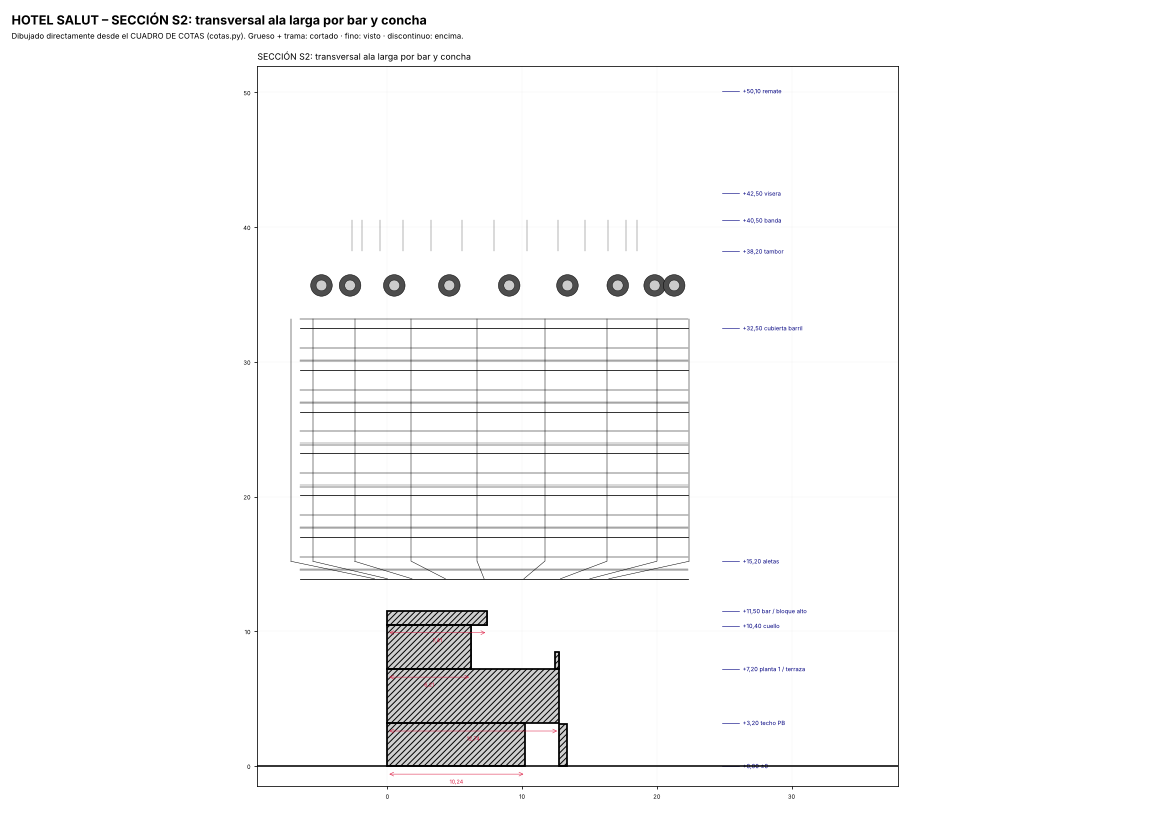 HOTEL SALUT – SECCIÓN S2: transversal ala larga por bar y concha
Dibujado directamente desde el CUADRO DE COTAS (cotas.py). Grueso + trama: cortado · fino: visto · discontinuo: encima.
SECCIÓN S2: transversal ala larga por bar y concha
50
+50,10 remate
+42,50 visera
40
+40,50 banda
+38,20 tambor
+32,50 cubierta barril
30
20
+15,20 aletas
+11,50 bar / bloque alto
10
+10,40 cuello
+7,20 planta 1 / terraza
+3,20 techo PB
0
10,24
0
10
20
30